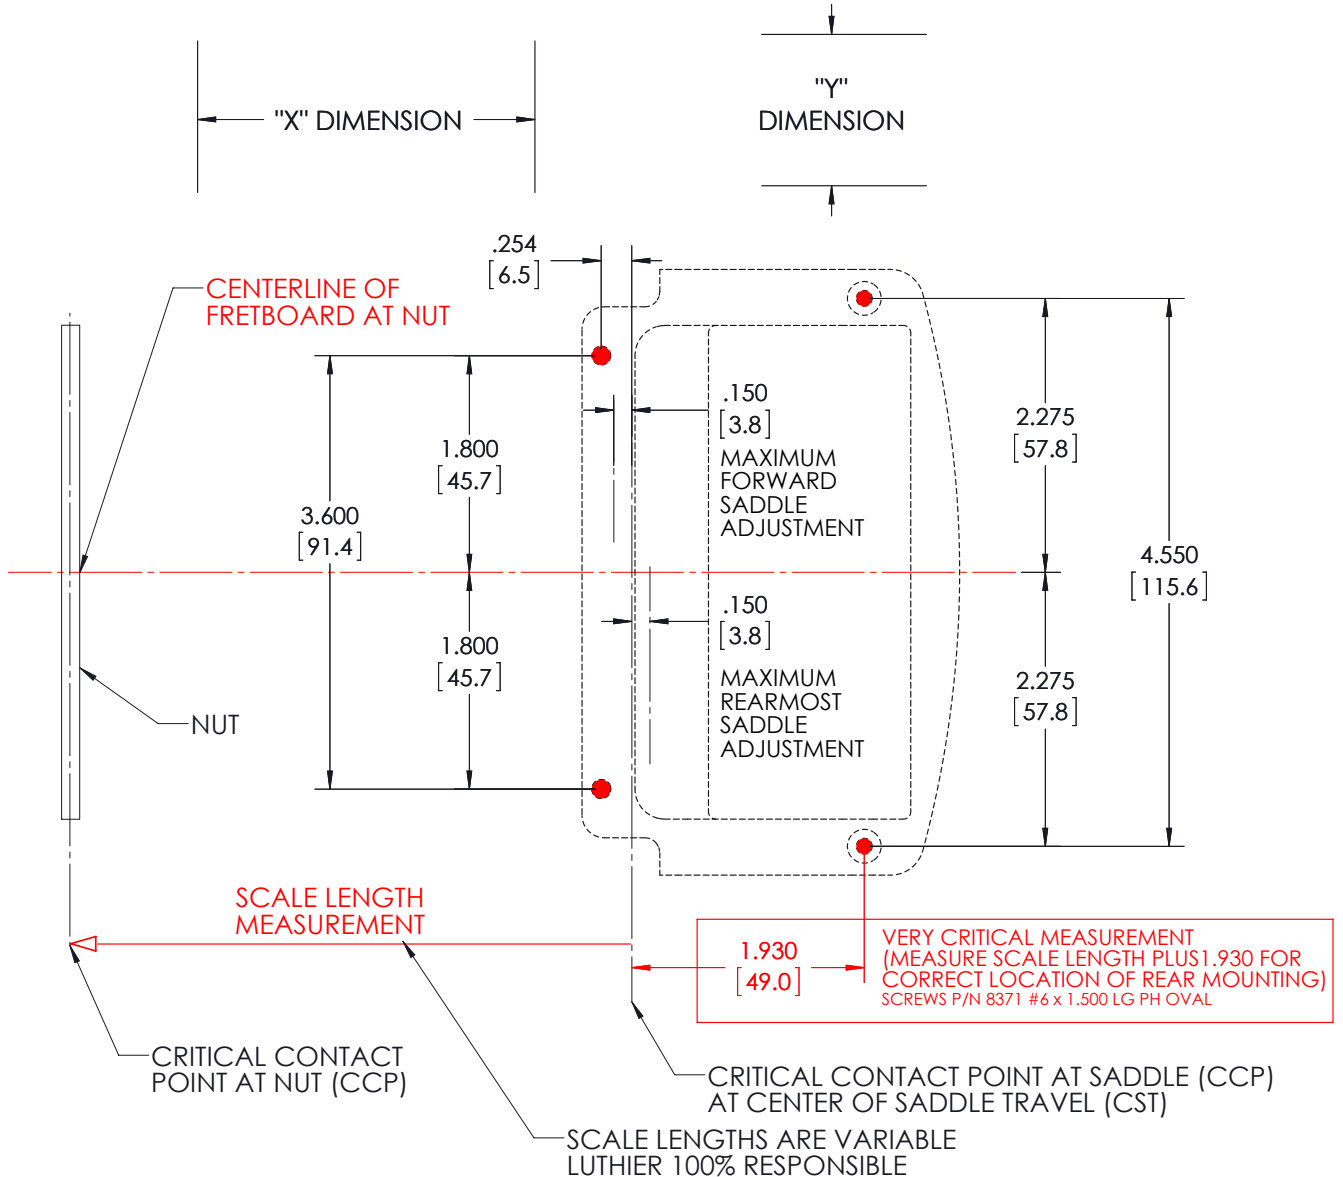 "X" DIMENSION
"Y"
DIMENSION
.254
[6.5]
CENTERLINE OF
FRETBOARD AT NUT
.150
[3.8]
MAXIMUM
FORWARD
SADDLE
ADJUSTMENT
1.800
[45.7]
2.275
[57.8]
3.600
[91.4]
4.550
[115.6]
.150
[3.8]
MAXIMUM
REARMOST
SADDLE
ADJUSTMENT
1.800
[45.7]
2.275
[57.8]
NUT
SCALE LENGTH
MEASUREMENT
1.930
[49.0]
VERY CRITICAL MEASUREMENT
(MEASURE SCALE LENGTH PLUS1.930 FOR
CORRECT LOCATION OF REAR MOUNTING)
SCREWS P/N 8371 #6 x 1.500 LG PH OVAL
CRITICAL CONTACT
POINT AT NUT (CCP)
CRITICAL CONTACT POINT AT SADDLE (CCP)
AT CENTER OF SADDLE TRAVEL (CST)
SCALE LENGTHS ARE VARIABLE
LUTHIER 100% RESPONSIBLE